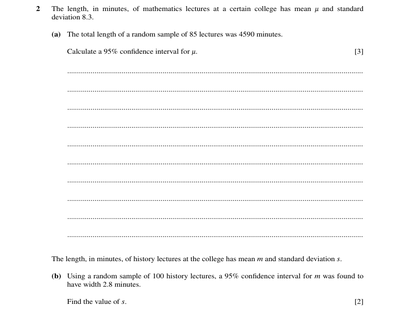 2 The length, in minutes, of mathematics lectures at a certain college has mean μ and standard
deviation 8.3.
(a) The total length of a random sample of 85 lectures was 4590 minutes.
Calculate a 95% confidence interval for μ. [3]
The length, in minutes, of history lectures at the college has mean m and standard deviation s.
(b) Using a random sample of 100 history lectures, a 95% confidence interval for m was found to
have width 2.8 minutes.
Find the value of s. [2]